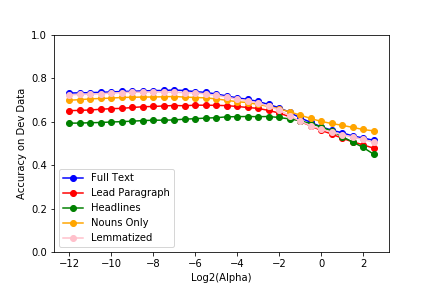 1.0
0.8
0.6
0.4
0.2
0.0
Accuracy on Dev Data
Full Text
Lead Paragraph
Headlines
Nouns Only
Lemmatized
−12 −10 −8 −6 −4 −2 0 2
Log2(Alpha)